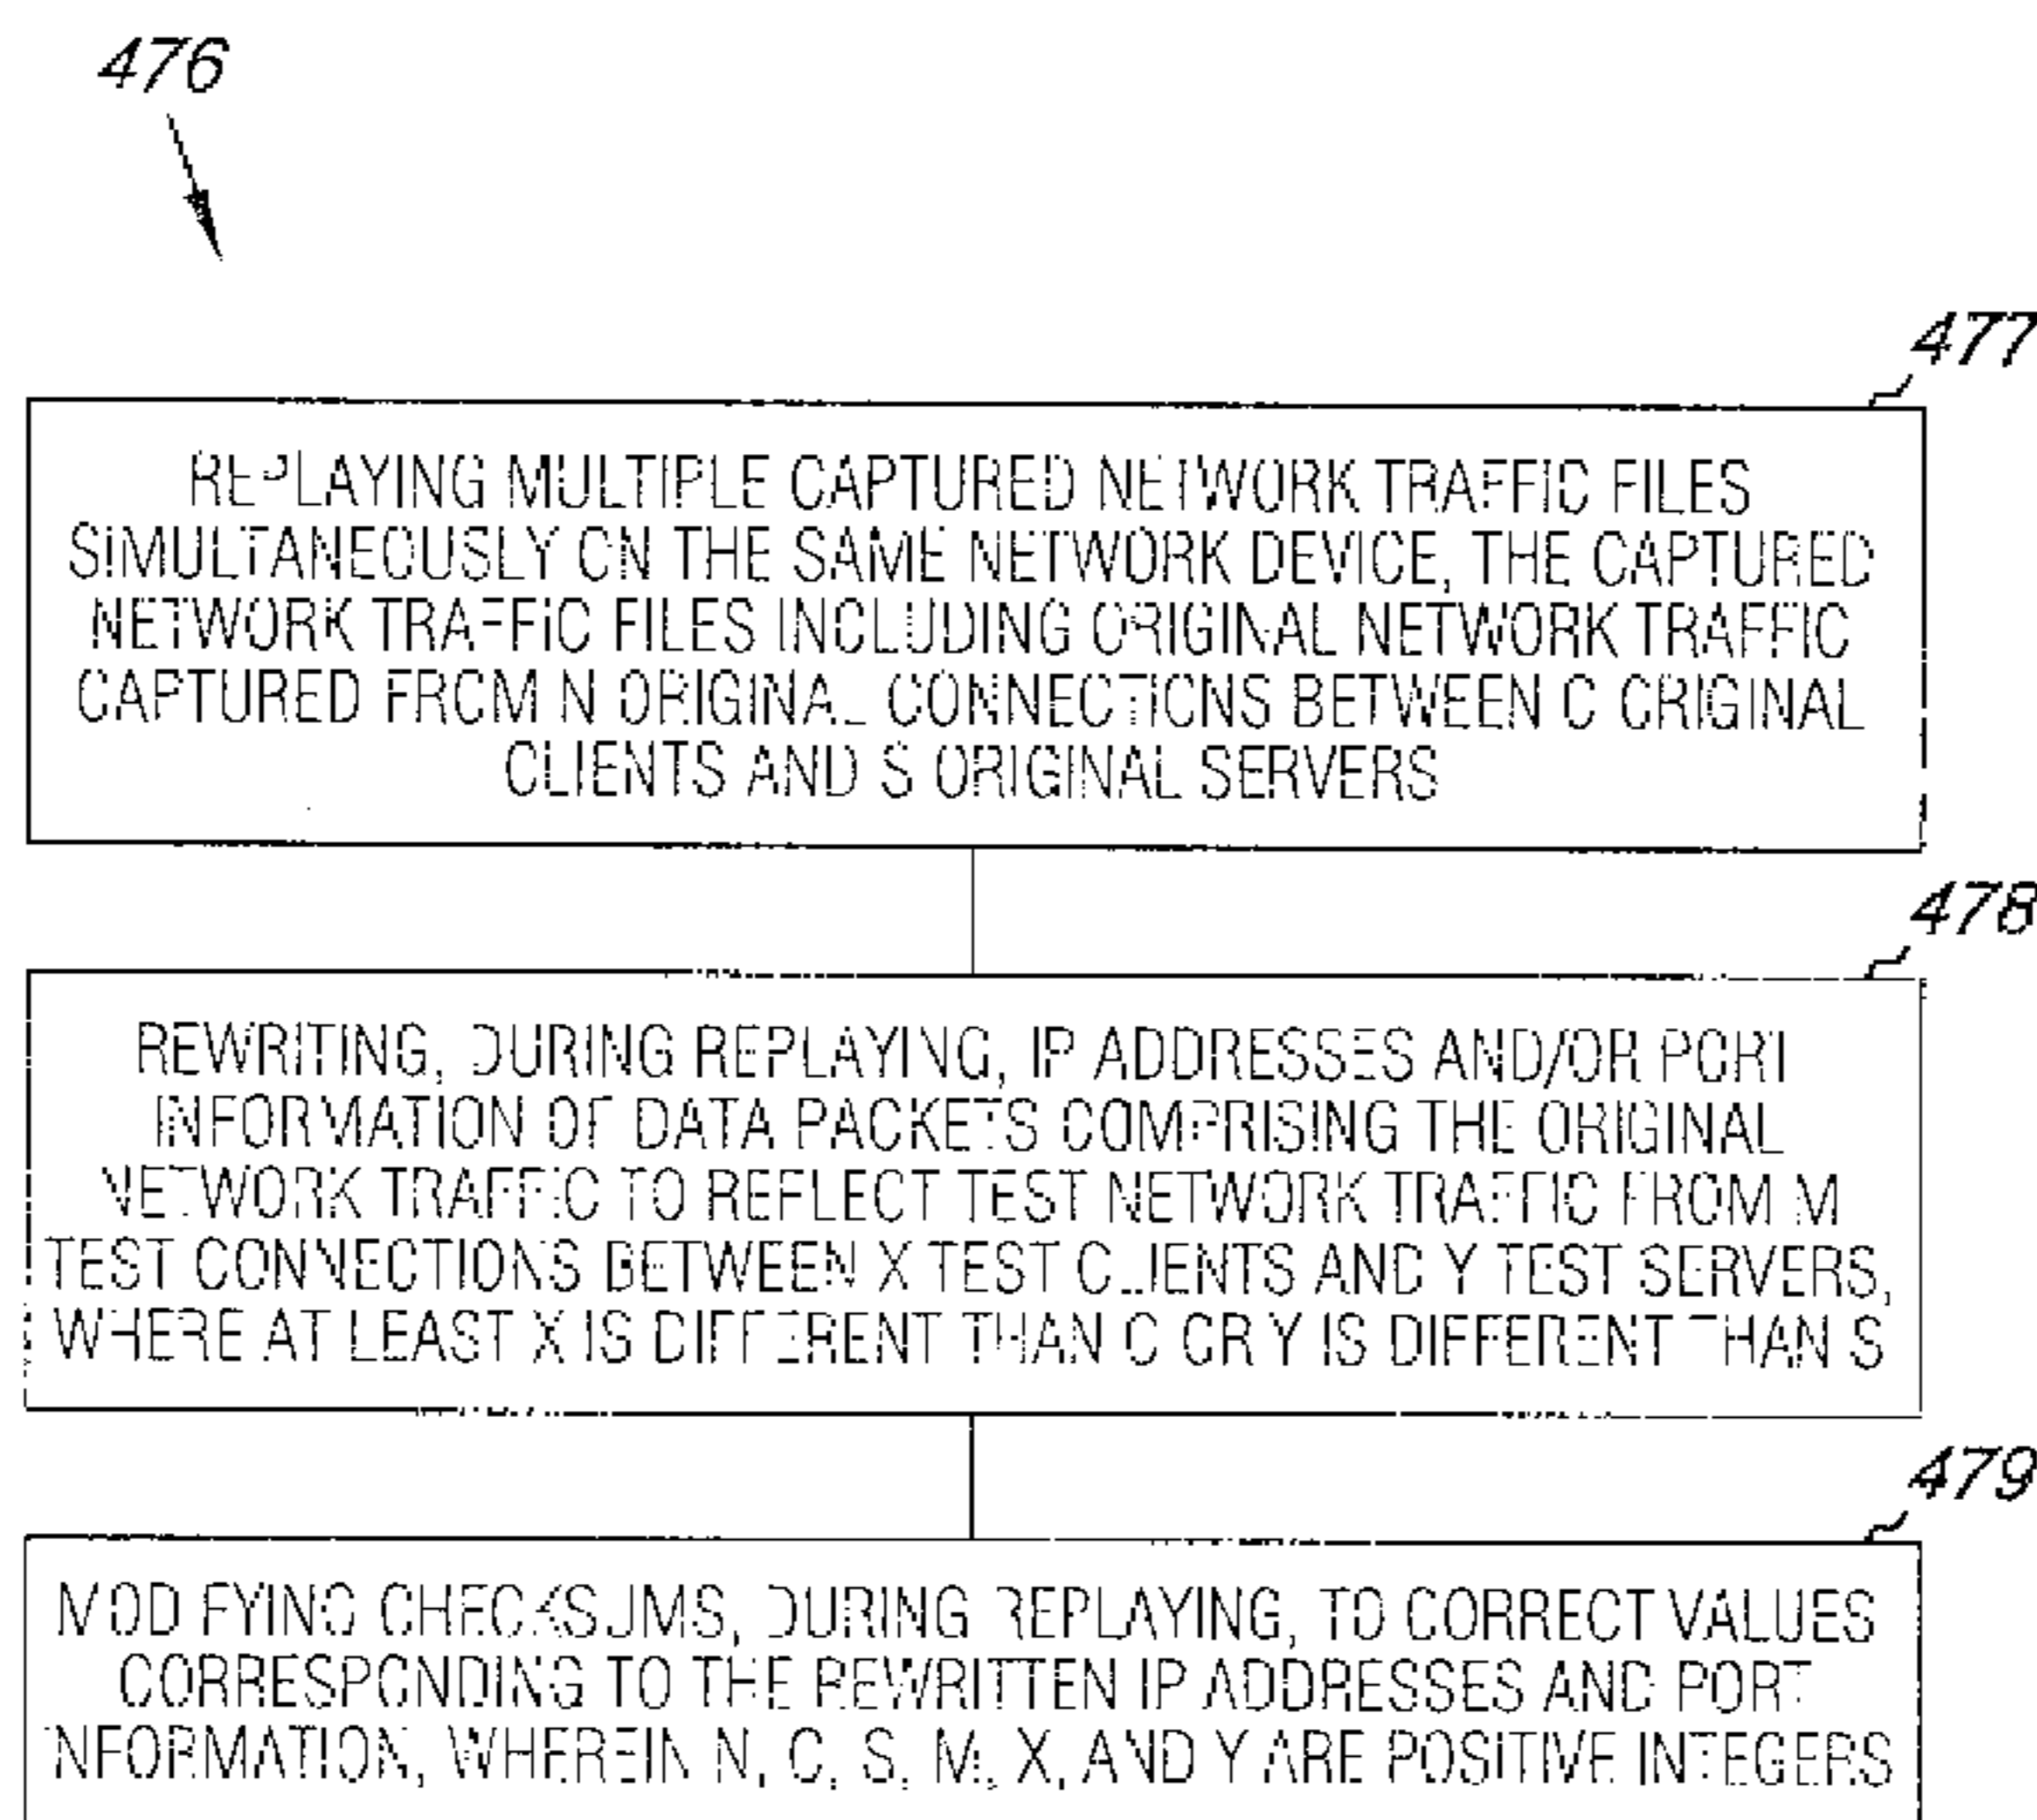 476
477
REPLAYING MULTIPLE CAPTURED NETWORK TRAFFIC FILES
SIMULTANEOUSLY ON THE SAME NETWORK DEVICE, THE CAPTURED
NETWORK TRAFFIC FILES INCLUDING ORIGINAL NETWORK TRAFFIC
CAPTURED FROM N ORIGINAL CONNECTIONS BETWEEN C ORIGINAL
CLIENTS AND S ORIGINAL SERVERS
478
REWRITING, DURING REPLAYING, IP ADDRESSES AND/OR PORT
INFORMATION OF DATA PACKETS COMPRISING THE ORIGINAL
NETWORK TRAFFIC TO REFLECT TEST NETWORK TRAFFIC FROM M
TEST CONNECTIONS BETWEEN X TEST CLIENTS AND Y TEST SERVERS,
WHERE AT LEAST X IS DIFFERENT THAN C OR Y IS DIFFERENT THAN S
479
MODIFYING CHECKSUMS, DURING REPLAYING, TO CORRECT VALUES
CORRESPONDING TO THE REWRITTEN IP ADDRESSES AND PORT
INFORMATION, WHEREIN N, C, S, M, X, AND Y ARE POSITIVE INTEGERS